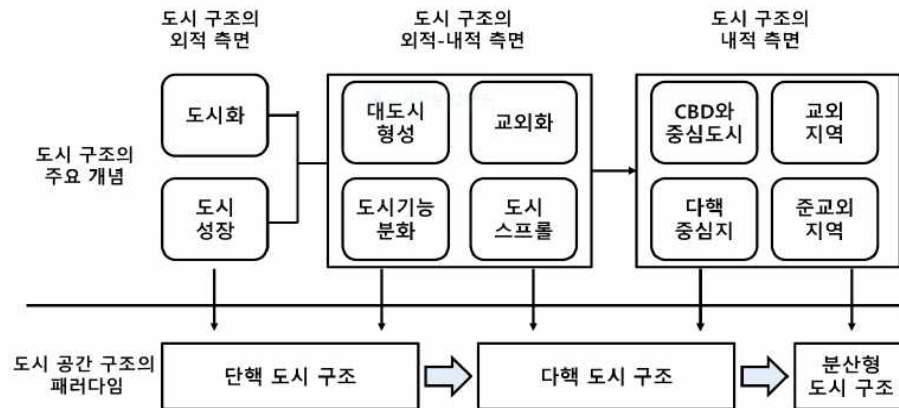 도시 구조의
외적 측면
도시 구조의
외적-내적 측면
도시 구조의
내적 측면
도시 구조의
주요 개념
도시화
도시
성장
대도시
형성
교외화
도시기능
분화
도시
스프롤
CBD와
중심도시
교외
지역
다핵
중심지
준교외
지역
도시 공간 구조의
패러다임
단핵 도시 구조
다핵 도시 구조
분산형
도시 구조